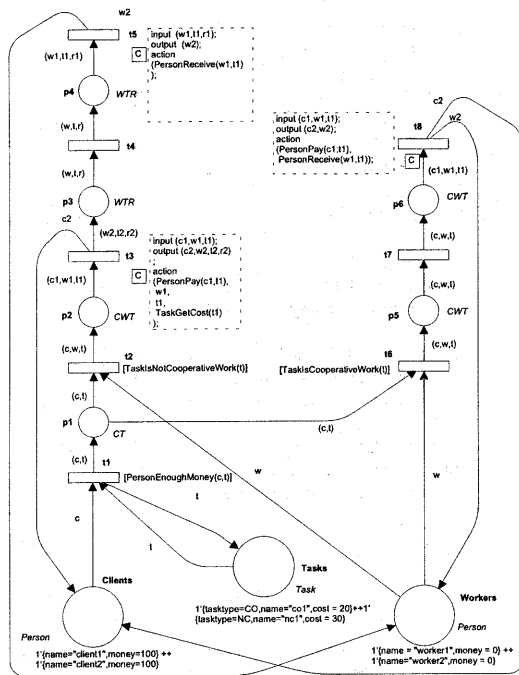 w2
t5
input (w1,t1,r1);
output (w2);
action
(PersonReceive(w1,t1)
);
C
(w1,t1,r1)
p4
WTR
(w,t,r)
t4
(w,t,r)
p3
WTR
c2
(w2,t2,r2)
t3
input (c1,w1,t1);
output (c2,w2,t2,r2)
;
action
(PersonPay(c1,t1),
w1,
t1,
TaskGetCost(t1)
);
C
(c1,w1,t1)
p2
CWT
(c,w,t)
t2
[TaskIsNotCooperativeWork(t)]
(c,t)
p1
CT
(c,t)
(c,t)
t1
[PersonEnoughMoney(c,t)]
c
t
t
Clients
Person
1'{name="client1",money=100} ++
1'{name="client2",money=100}
Tasks
Task
1'{tasktype=CO,name="co1",cost = 20}++1'
{tasktype=NC,name="nc1",cost = 30}
input (c1,w1,t1);
output (c2,w2);
action
(PersonPay(c1,t1),
PersonReceive(w1,t1));
c2
w2
t8
C
(c1,w1,t1)
p6
CWT
(c,w,t)
t7
(c,w,t)
p5
CWT
(c,w,t)
t6
[TaskIsCooperativeWork(t)]
w
w
Workers
Person
1'{name = "worker1",money = 0} ++
1'{name="worker2",money = 0}